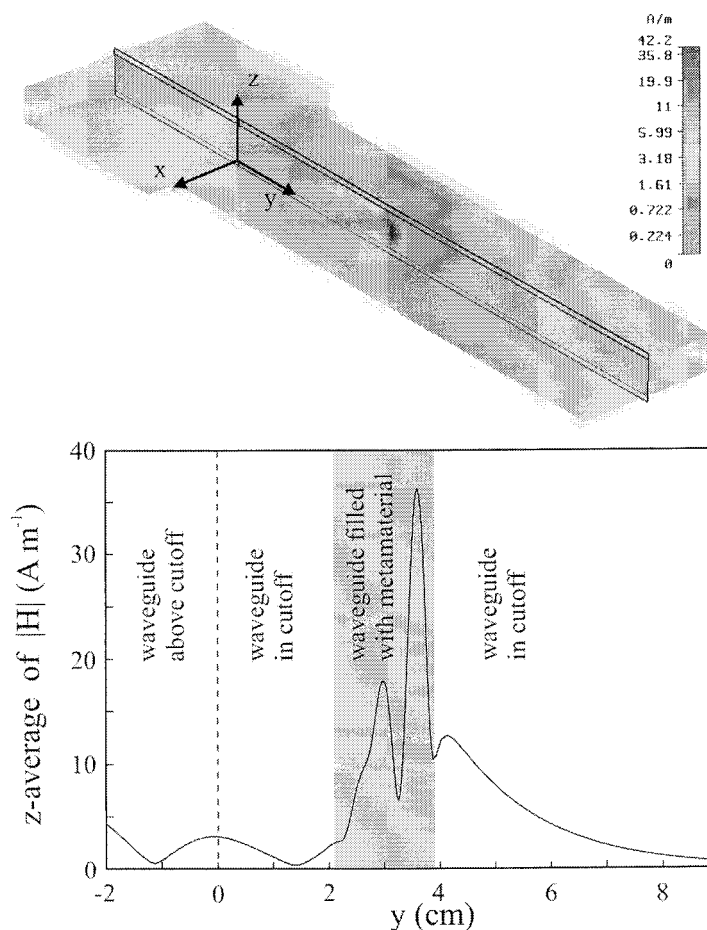 A/m
42.2
35.8
19.9
11
5.99
3.18
1.61
0.722
0.224
0
z
x
y
40
30
20
10
0
z-average of |H| (A m⁻¹)
waveguide
above cutoff
waveguide
in cutoff
waveguide filled
with metamaterial
waveguide
in cutoff
-2
0
2
4
6
8
y (cm)